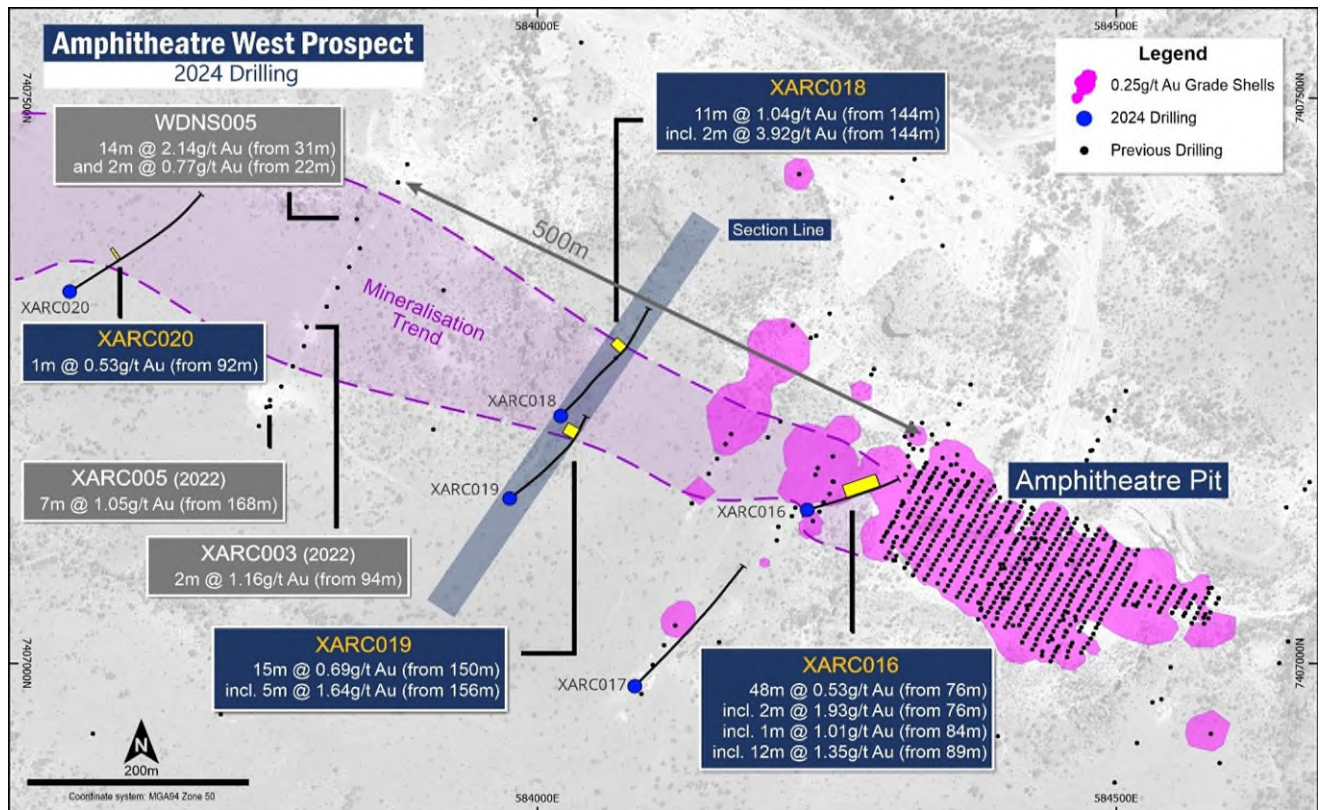 584000E
584500E
Amphitheatre West Prospect
2024 Drilling
7407500N
7407500N
Legend
0.25g/t Au Grade Shells
2024 Drilling
Previous Drilling
XARC018
11m @ 1.04g/t Au (from 144m)
incl. 2m @ 3.92g/t Au (from 144m)
WDNS005
14m @ 2.14g/t Au (from 31m)
and 2m @ 0.77g/t Au (from 22m)
500m
Section Line
XARC020
Mineralisation
Trend
XARC020
1m @ 0.53g/t Au (from 92m)
XARC018
XARC005 (2022)
7m @ 1.05g/t Au (from 168m)
XARC019
XARC016
Amphitheatre Pit
XARC003 (2022)
2m @ 1.16g/t Au (from 94m)
XARC019
15m @ 0.69g/t Au (from 150m)
incl. 5m @ 1.64g/t Au (from 156m)
XARC017
XARC016
48m @ 0.53g/t Au (from 76m)
incl. 2m @ 1.93g/t Au (from 76m)
incl. 1m @ 1.01g/t Au (from 84m)
incl. 12m @ 1.35g/t Au (from 89m)
7407000N
7407000N
N
200m
Coordinate system: MGA94 Zone 50
584000E
584500E